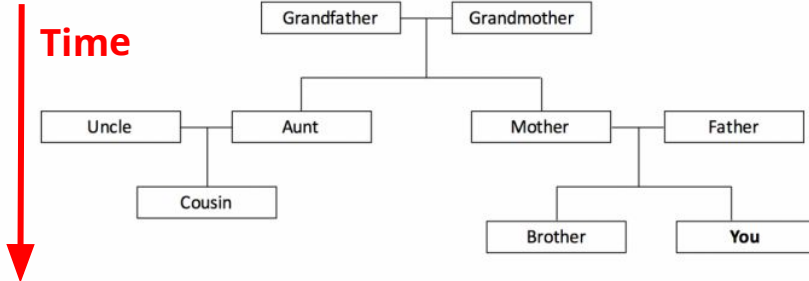 Time
Grandfather
Grandmother
Uncle
Aunt
Mother
Father
Cousin
Brother
You